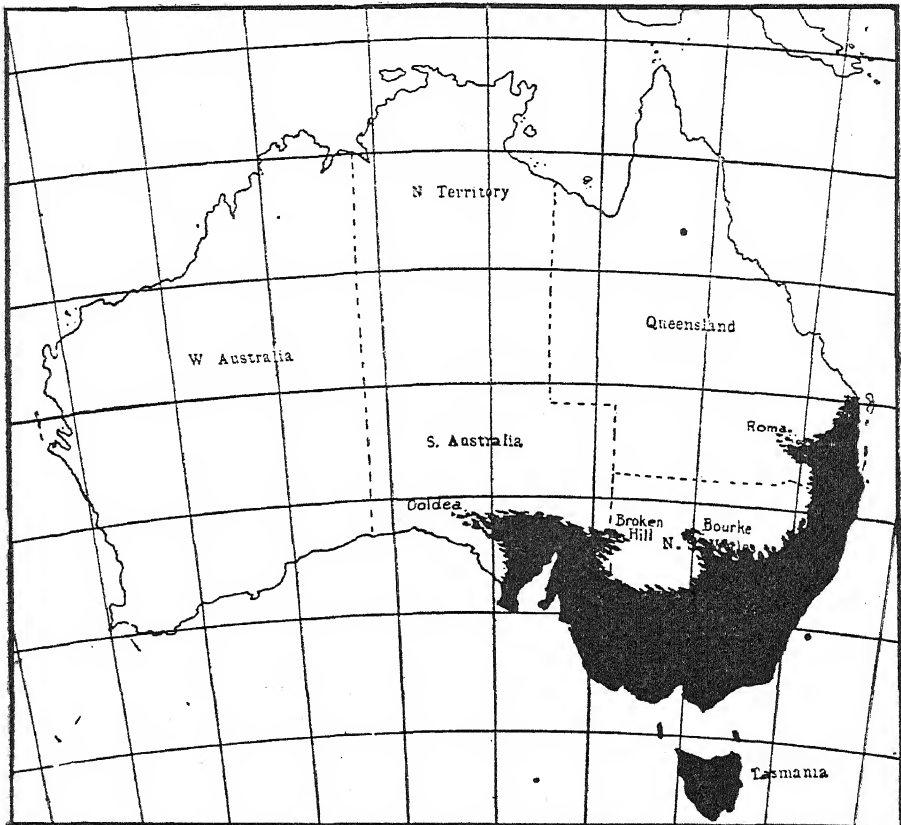 N Territory
Queensland
W Australia
Roma.
S. Australia
Ooldea
Broken
Hill
Bourke
N.
Tasmania